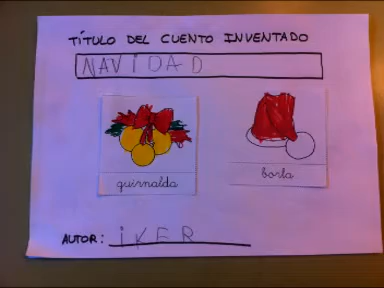 TÍTULO DEL CUENTO INVENTADO
NAVIDAD
guirnalda
borla
AUTOR: IKER